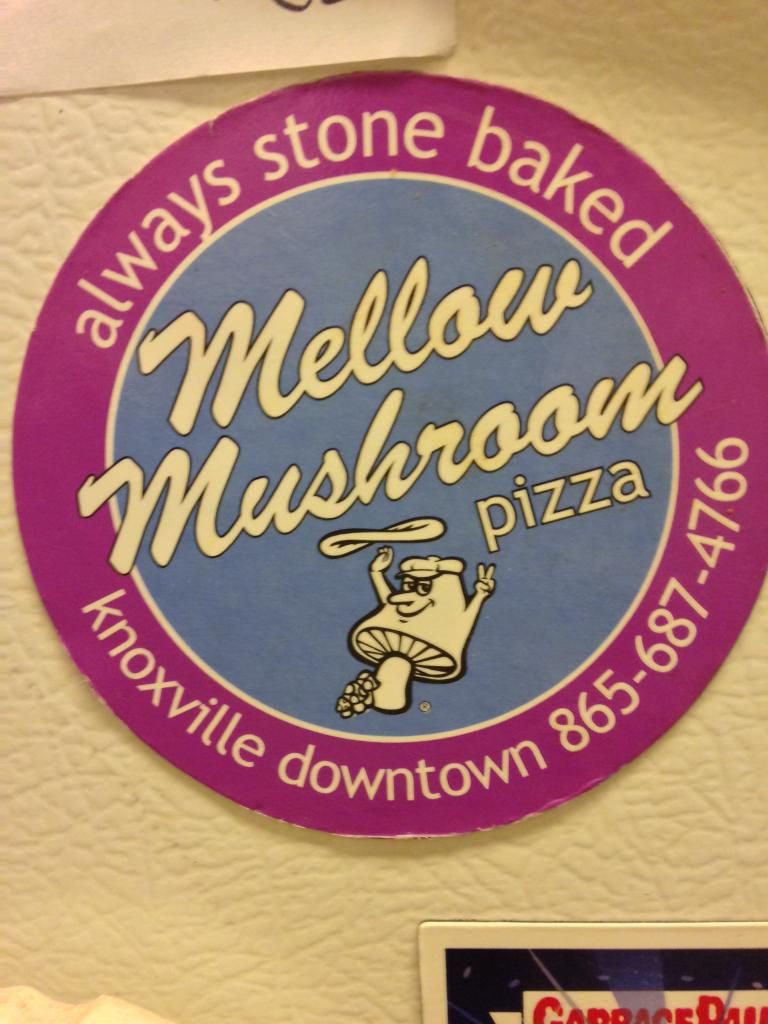 always stone baked
Mellow
Mushroom
pizza
®
knoxville downtown 865-687-4766